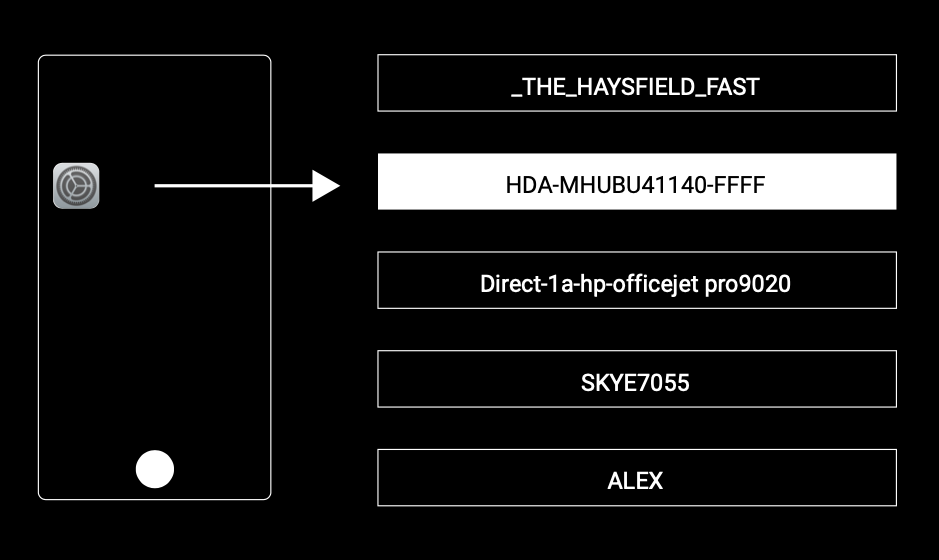 _THE_HAYSFIELD_FAST
HDA-MHUBU41140-FFFF
Direct-1a-hp-officejet pro9020
SKYE7055
ALEX